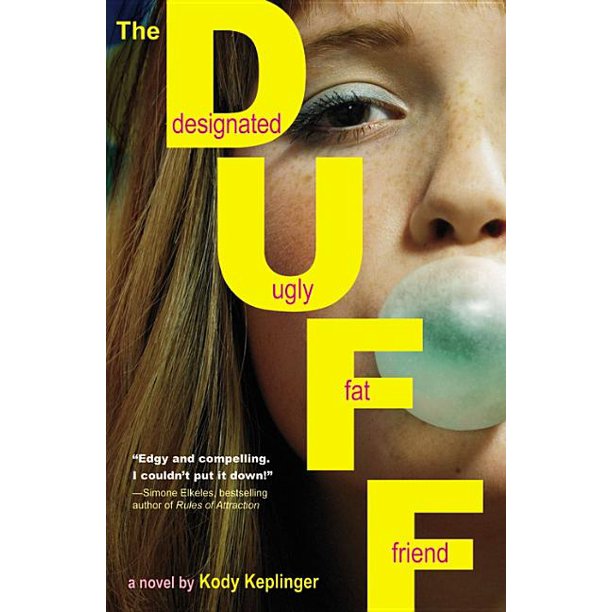 The DUFF
designated
ugly
fat
friend
“Edgy and compelling.
I couldn’t put it down!”
—Simone Elkeles, bestselling
author of Rules of Attraction
a novel by Kody Keplinger